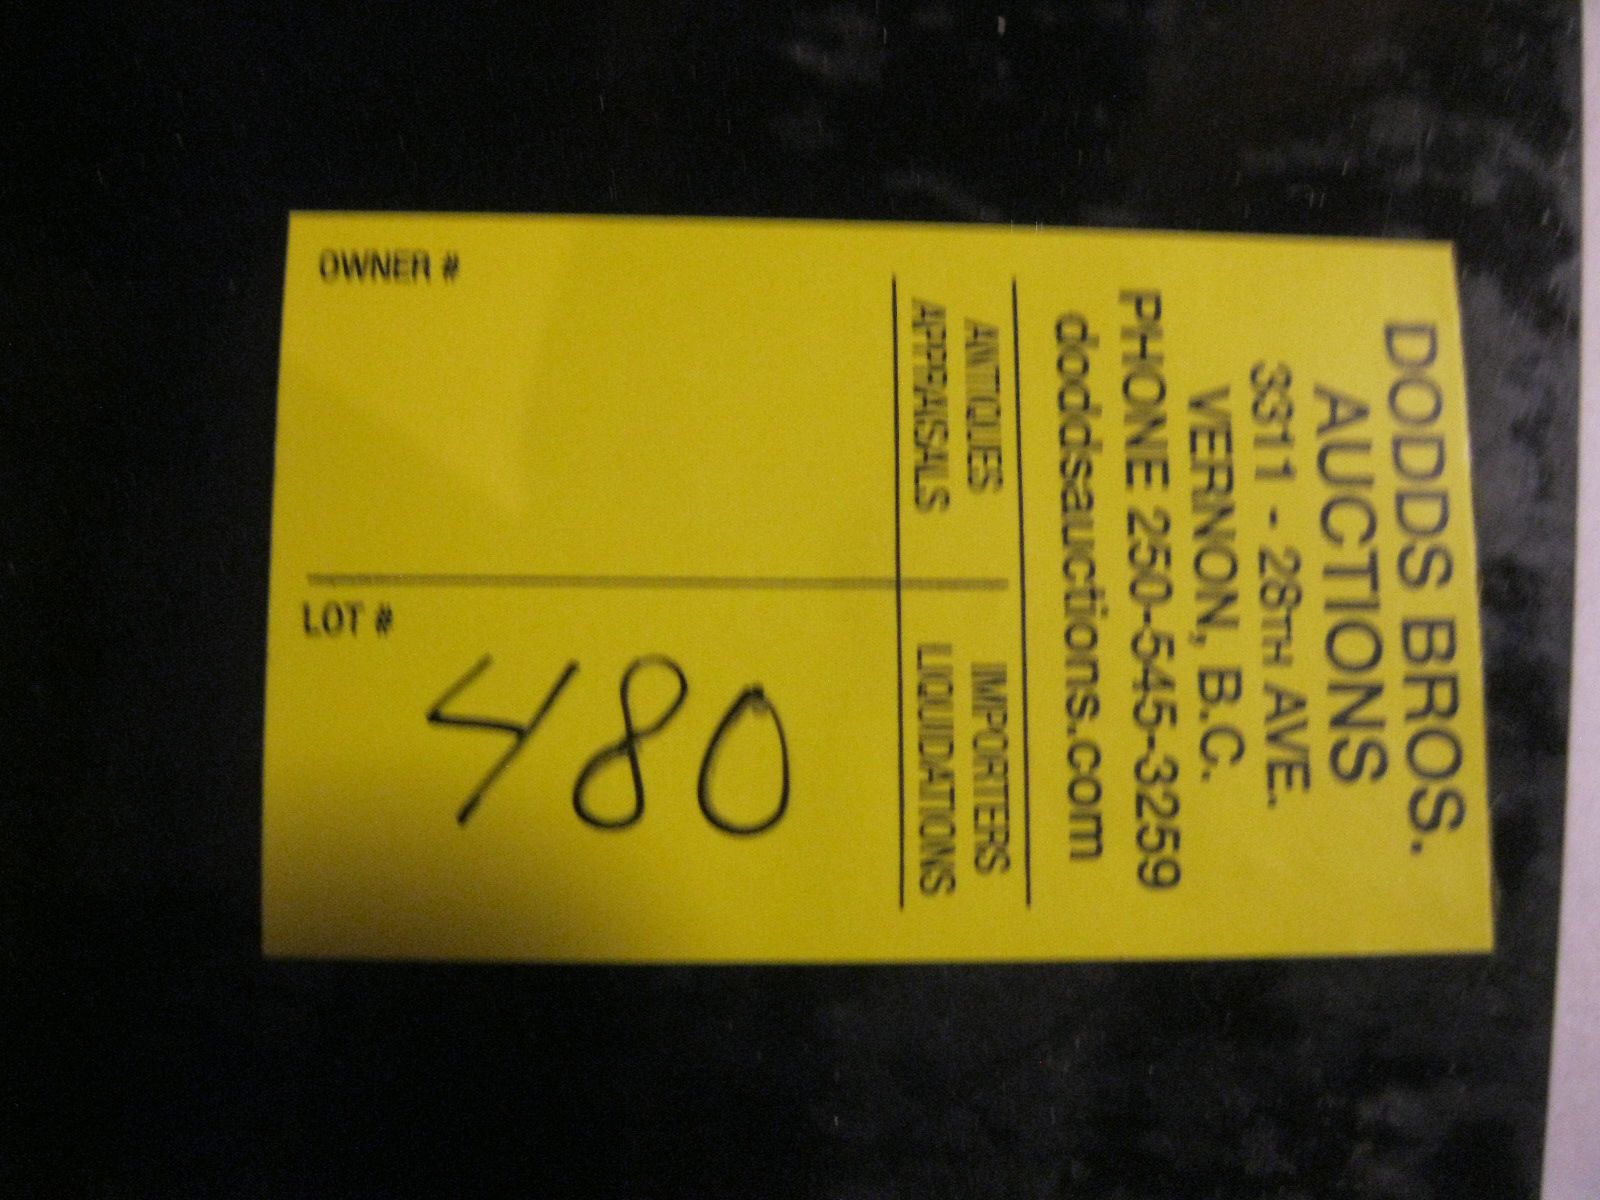 DODDS BROS.
AUCTIONS
3311 - 28TH AVE.
VERNON, B.C.
PHONE 250-545-3259
doddsauctions.com
ANTIQUES IMPORTERS
APPRAISALS LIQUIDATIONS
OWNER # LOT #
480